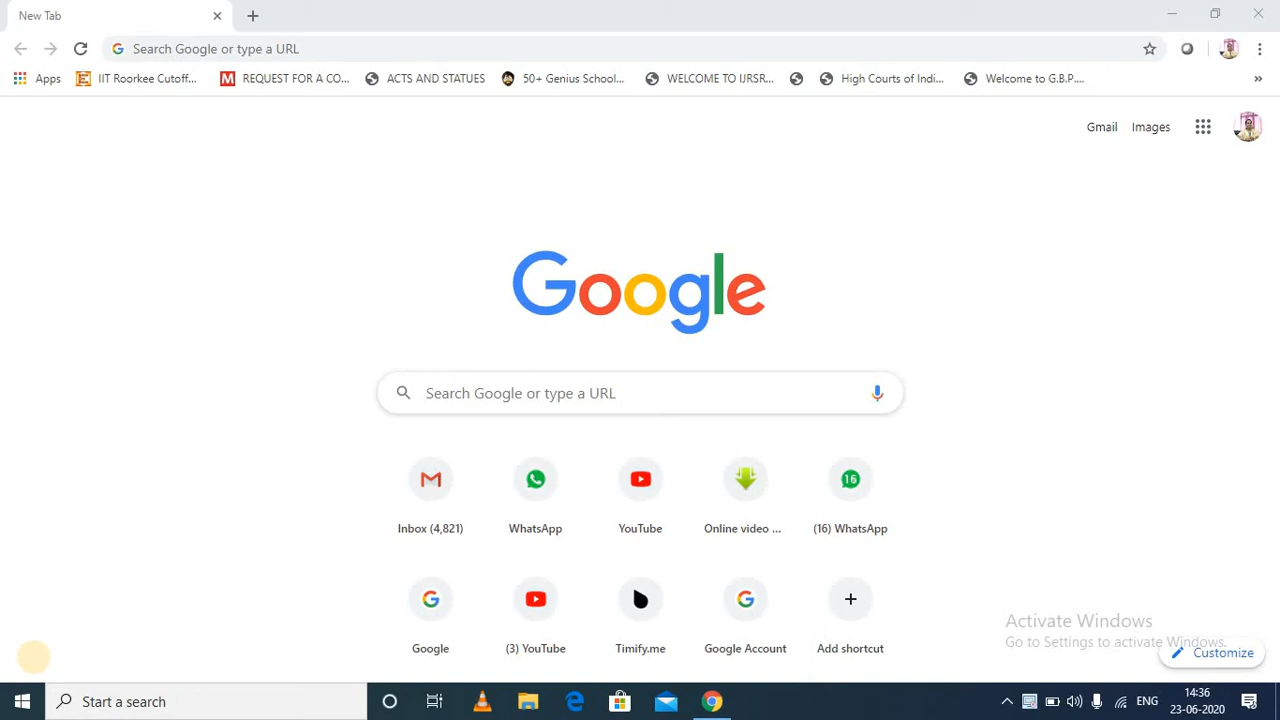 New Tab
Search Google or type a URL
Apps
IIT Roorkee Cutoff...
REQUEST FOR A CO...
ACTS AND STATUES
50+ Genius School...
WELCOME TO IJRSR...
High Courts of Indi...
Welcome to G.B.P....
Gmail
Images
Google
Search Google or type a URL
16
Inbox (4,821)
WhatsApp
YouTube
Online video ...
(16) WhatsApp
Google
(3) YouTube
Timify.me
Google Account
Add shortcut
Activate Windows
Go to Settings to activate Windows.
Customize
Start a search
ENG
14:36
23-06-2020